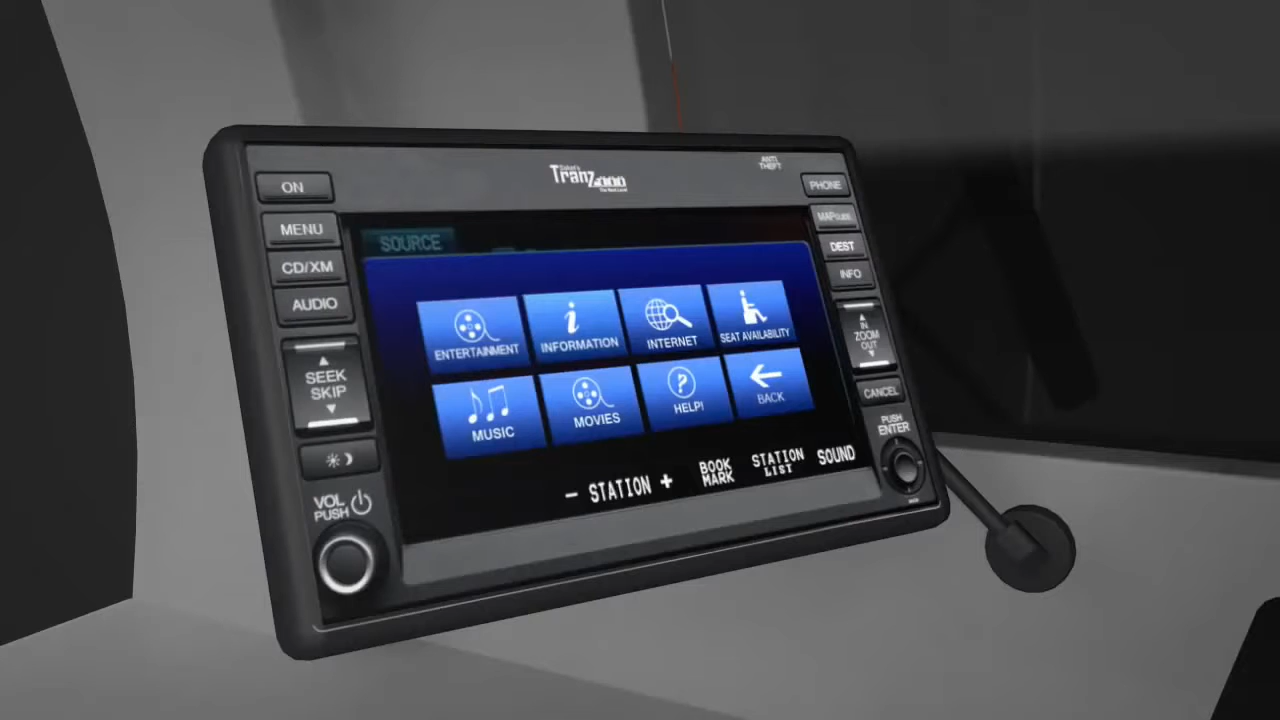 Tranz
ANTI
THEFT
ON
MENU
CD/XM
AUDIO
SEEK
SKIP
VOL
PUSH
SOURCE
ENTERTAINMENT
INFORMATION
INTERNET
SEAT AVAILABILITY
MUSIC
MOVIES
HELP!
BACK
– STATION +
BOOK
MARK
STATION
LIST
SOUND
PHONE
MAP
DEST
INFO
IN
ZOOM
OUT
CANCEL
PUSH
ENTER